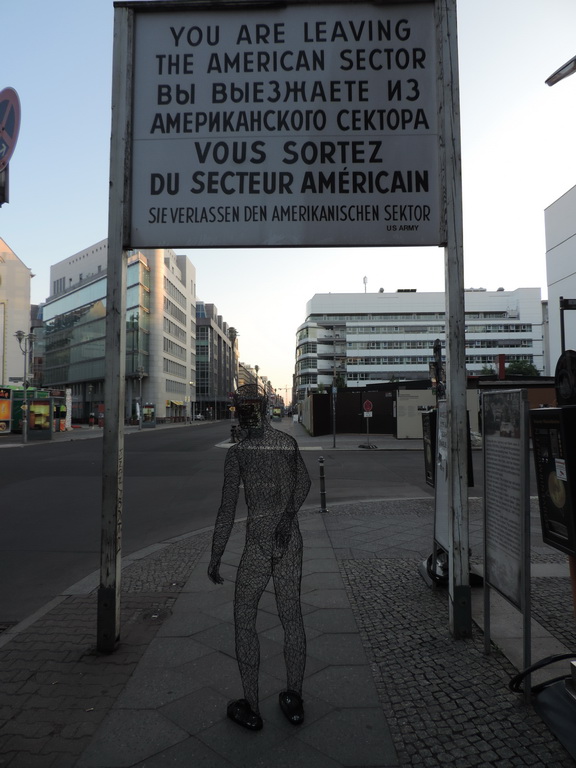 YOU ARE LEAVING
THE AMERICAN SECTOR
ВЫ ВЫЕЗЖАЕТЕ ИЗ
АМЕРИКАНСКОГО СЕКТОРА
VOUS SORTEZ
DU SECTEUR AMÉRICAIN
SIE VERLASSEN DEN AMERIKANISCHEN SEKTOR
US ARMY